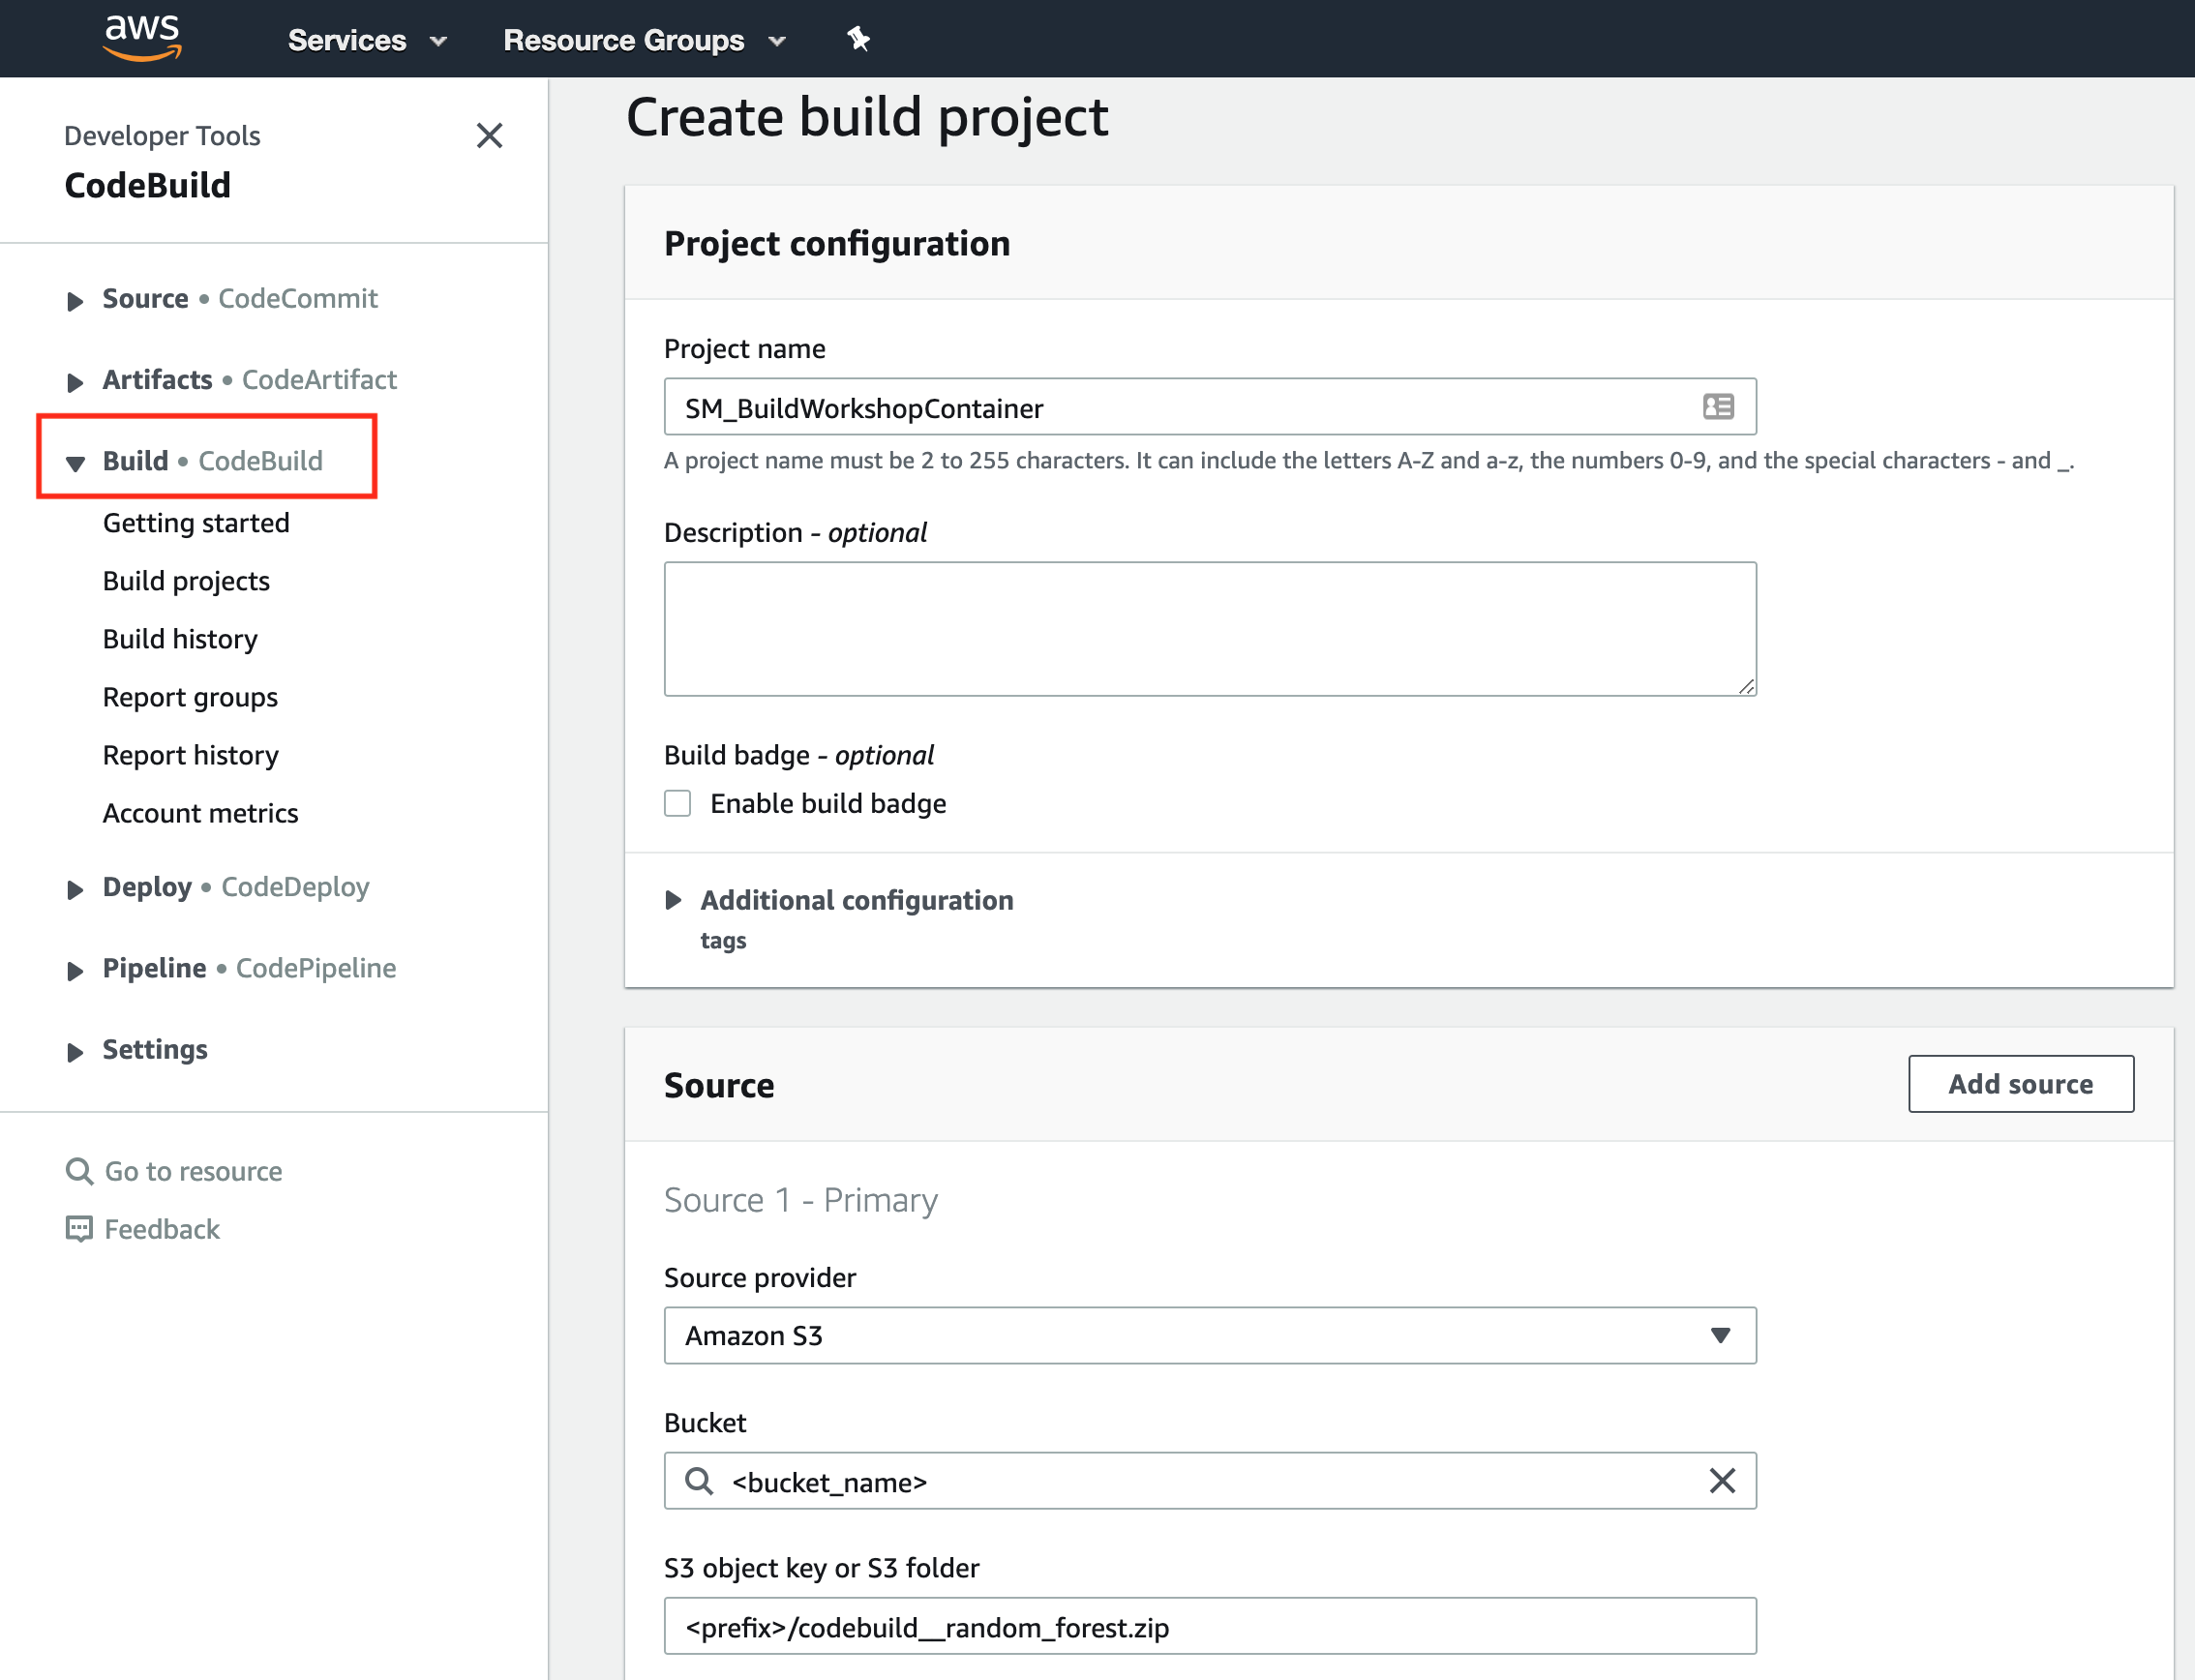 aws Services Resource Groups
Developer Tools
CodeBuild
Source • CodeCommit
Artifacts • CodeArtifact
Build • CodeBuild
Getting started
Build projects
Build history
Report groups
Report history
Account metrics
Deploy • CodeDeploy
Pipeline • CodePipeline
Settings
Go to resource
Feedback
Create build project
Project configuration
Project name
SM_BuildWorkshopContainer
A project name must be 2 to 255 characters. It can include the letters A-Z and a-z, the numbers 0-9, and the special characters - and _.
Description - optional
Build badge - optional
Enable build badge
Additional configuration
tags
Source
Add source
Source 1 - Primary
Source provider
Amazon S3
Bucket
<bucket_name>
S3 object key or S3 folder
<prefix>/codebuild__random_forest.zip